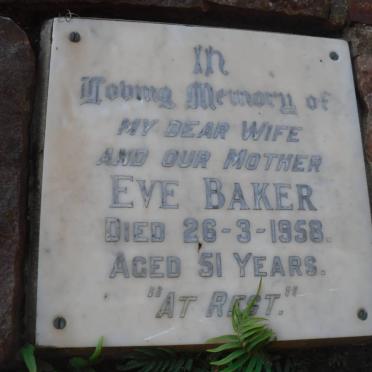 In
Loving Memory of
MY DEAR WIFE
AND OUR MOTHER
EVE BAKER
DIED 26-3-1958.
AGED 51 YEARS.
"AT REST."